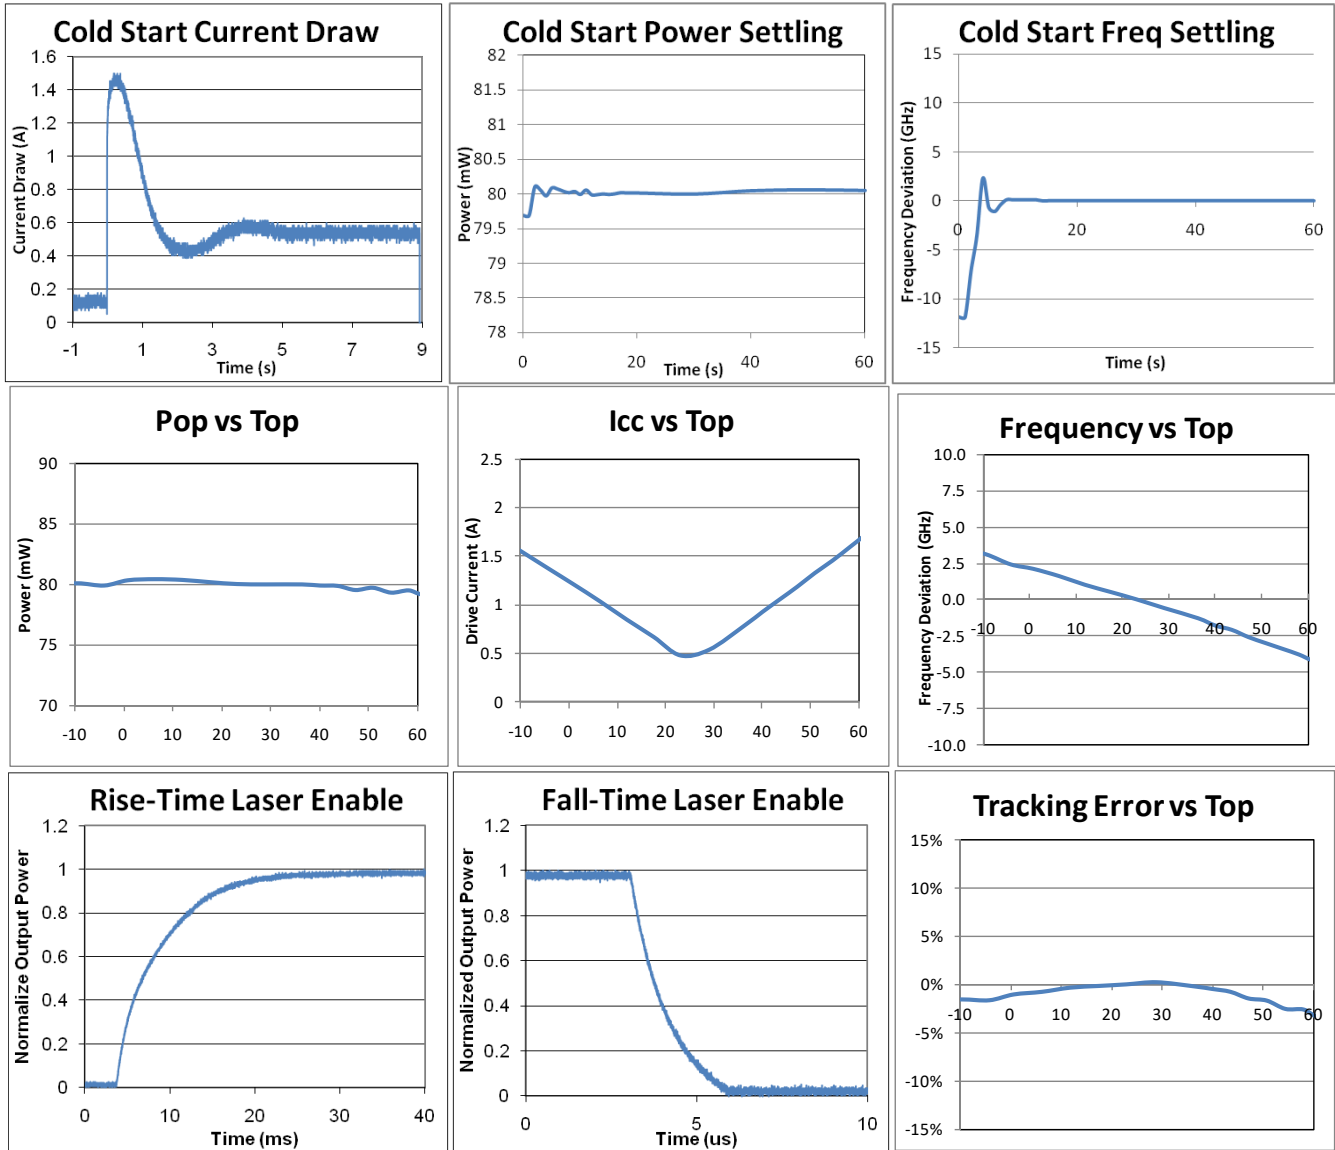 Cold Start Current Draw
1.6
1.4
1.2
1
0.8
0.6
0.4
0.2
0
Current Draw (A)
-1 1 3 5 7 9
Time (s)
Cold Start Power Settling
82
81.5
81
80.5
80
79.5
79
78.5
78
Power (mW)
0 20 40 60
Time (s)
Cold Start Freq Settling
15
10
5
0
-5
-10
-15
Frequency Deviation (GHz)
0 20 40 60
Time (s)
Pop vs Top
90
85
80
75
70
Power (mW)
-10 0 10 20 30 40 50 60
Icc vs Top
2.5
2
1.5
1
0.5
0
Drive Current (A)
-10 0 10 20 30 40 50 60
Frequency vs Top
10.0
7.5
5.0
2.5
0.0
-2.5
-5.0
-7.5
-10.0
Frequency Deviation (GHz)
-10 0 10 20 30 40 50 60
Rise-Time Laser Enable
1.2
1
0.8
0.6
0.4
0.2
0
Normalize Output Power
0 10 20 30 40
Time (ms)
Fall-Time Laser Enable
1.2
1
0.8
0.6
0.4
0.2
0
Normalized Output Power
0 5 10
Time (us)
Tracking Error vs Top
15%
10%
5%
0%
-5%
-10%
-15%
-10 0 10 20 30 40 50 60